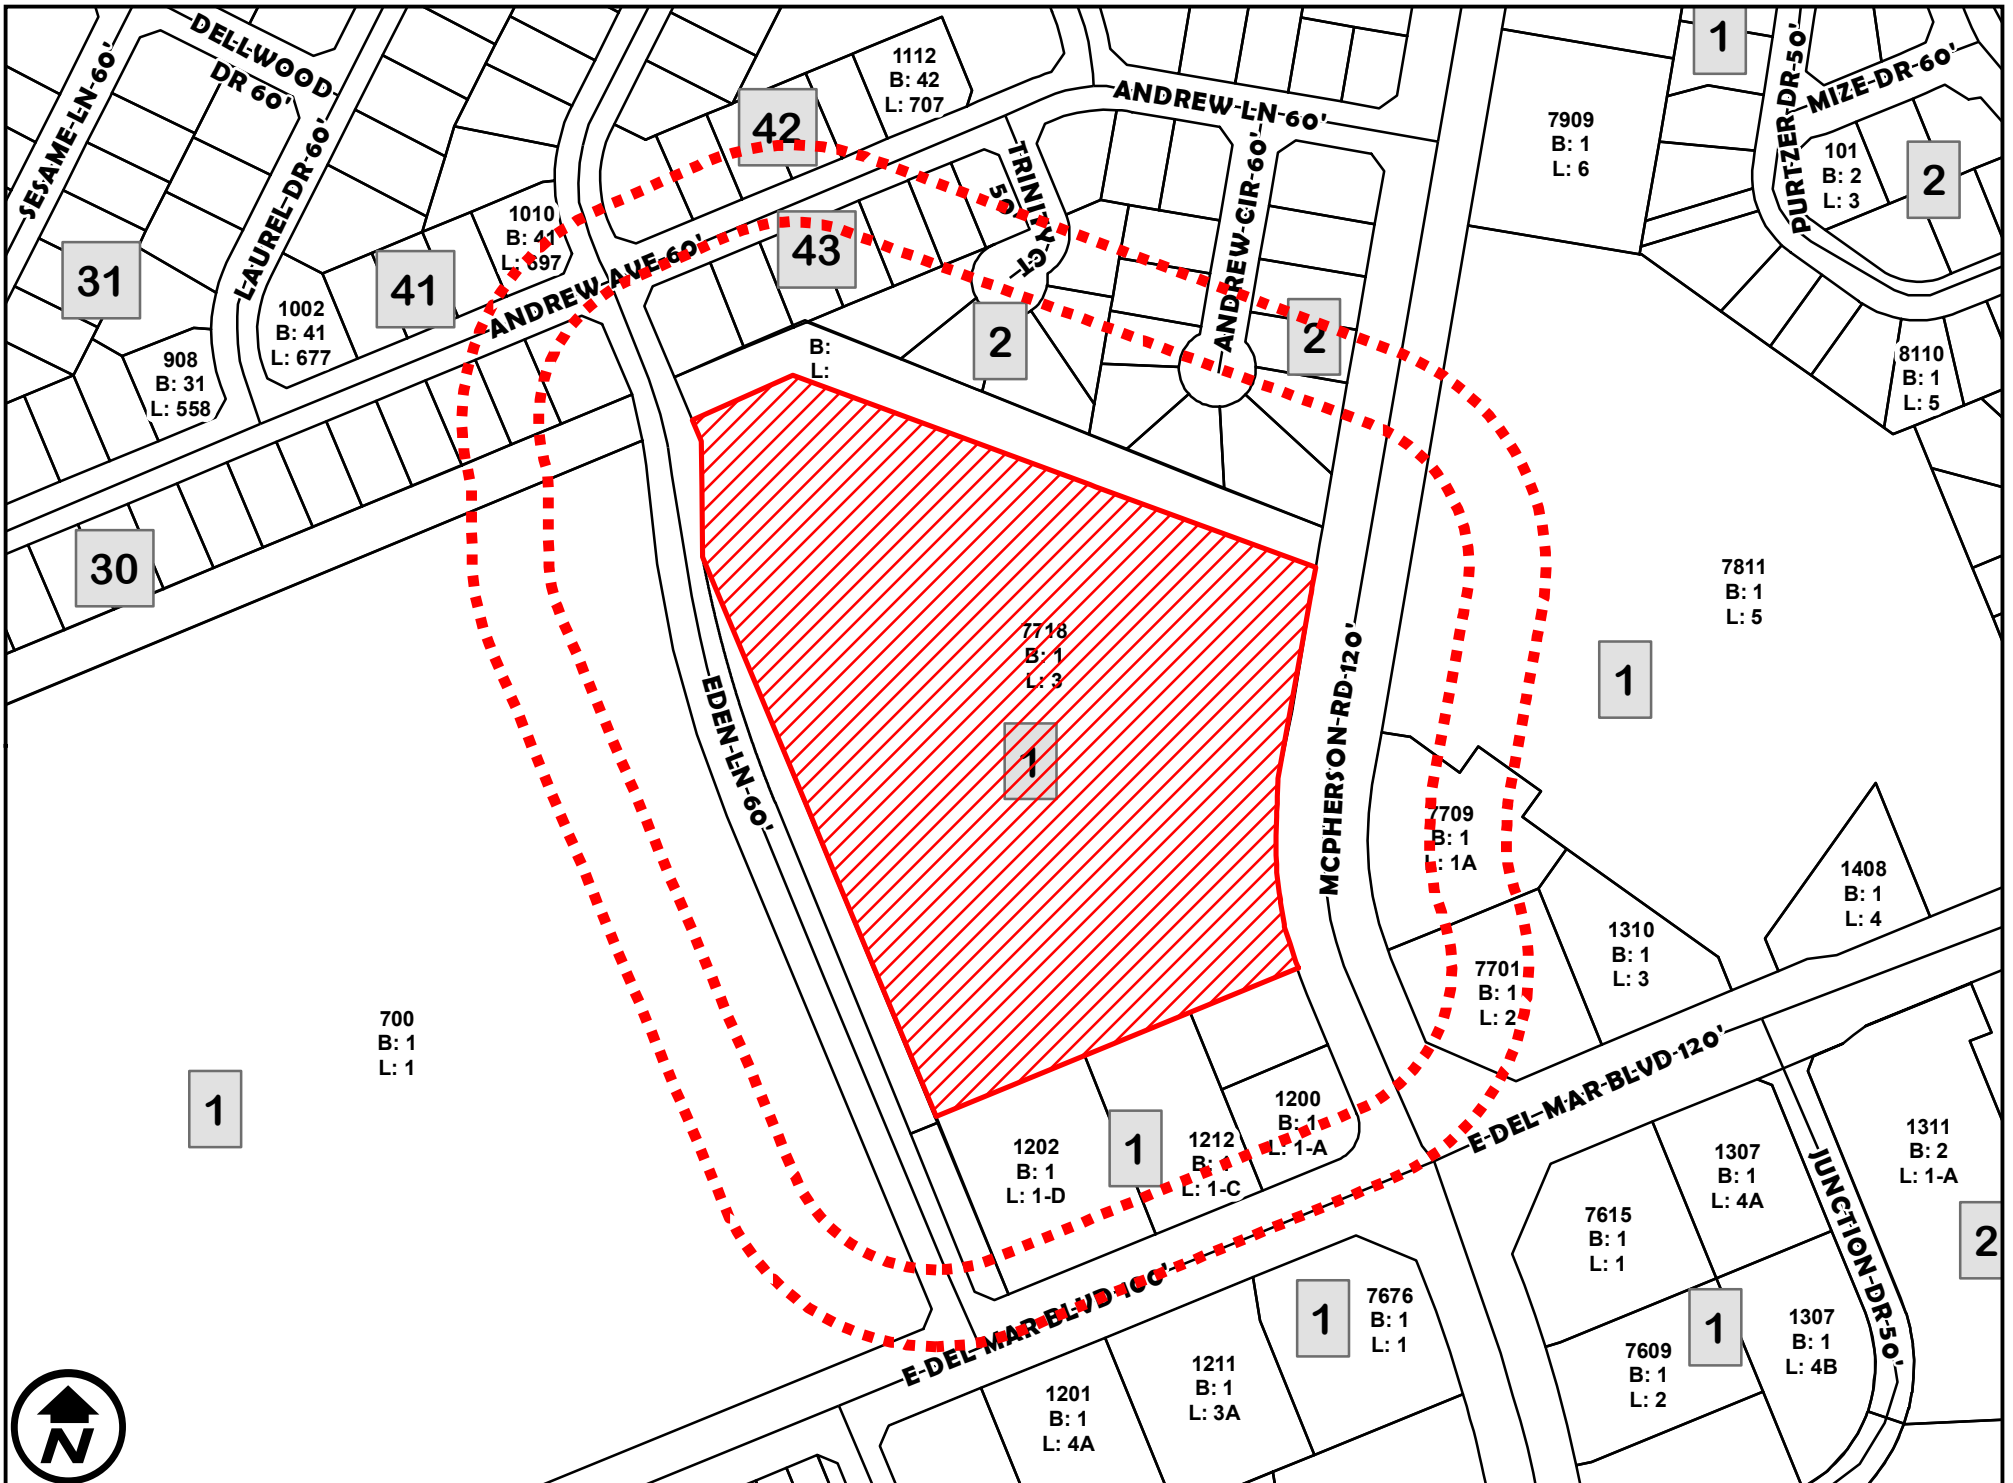 DELLWOOD
DR 60'
SESAME-LN-60'
LAUREL-DR-60'
1112
B: 42
L: 707
42
ANDREW-LN-60'
1
MIZE-DR-60'
PURTZER-DR-50'
7909
B: 1
L: 6
101
B: 2
L: 3
2
TRINITY-CT
50'
ANDREW-CIR-60'
1010
B: 41
L: 697
43
31
41
ANDREW AVE-60'
1002
B: 41
L: 677
908
B: 31
L: 558
B:
L:
2
2
8110
B: 1
L: 5
30
7811
B: 1
L: 5
1
7718
B: 1
L: 3
1
EDEN-LN-60'
MCPHERSON-RD-120'
7709
B: 1
L: 1A
1408
B: 1
L: 4
1310
B: 1
L: 3
7701
B: 1
L: 2
700
B: 1
L: 1
1
E-DEL-MAR-BLVD-120'
1200
B: 1
L: 1-A
1202
B: 1
L: 1-D
1
1212
B: 1
L: 1-C
1307
B: 1
L: 4A
1311
B: 2
L: 1-A
JUNCTION-DR-50'
7615
B: 1
L: 1
2
E-DEL MAR BLVD-100'
1
7676
B: 1
L: 1
1
7609
B: 1
L: 2
1307
B: 1
L: 4B
1211
B: 1
L: 3A
1201
B: 1
L: 4A
N